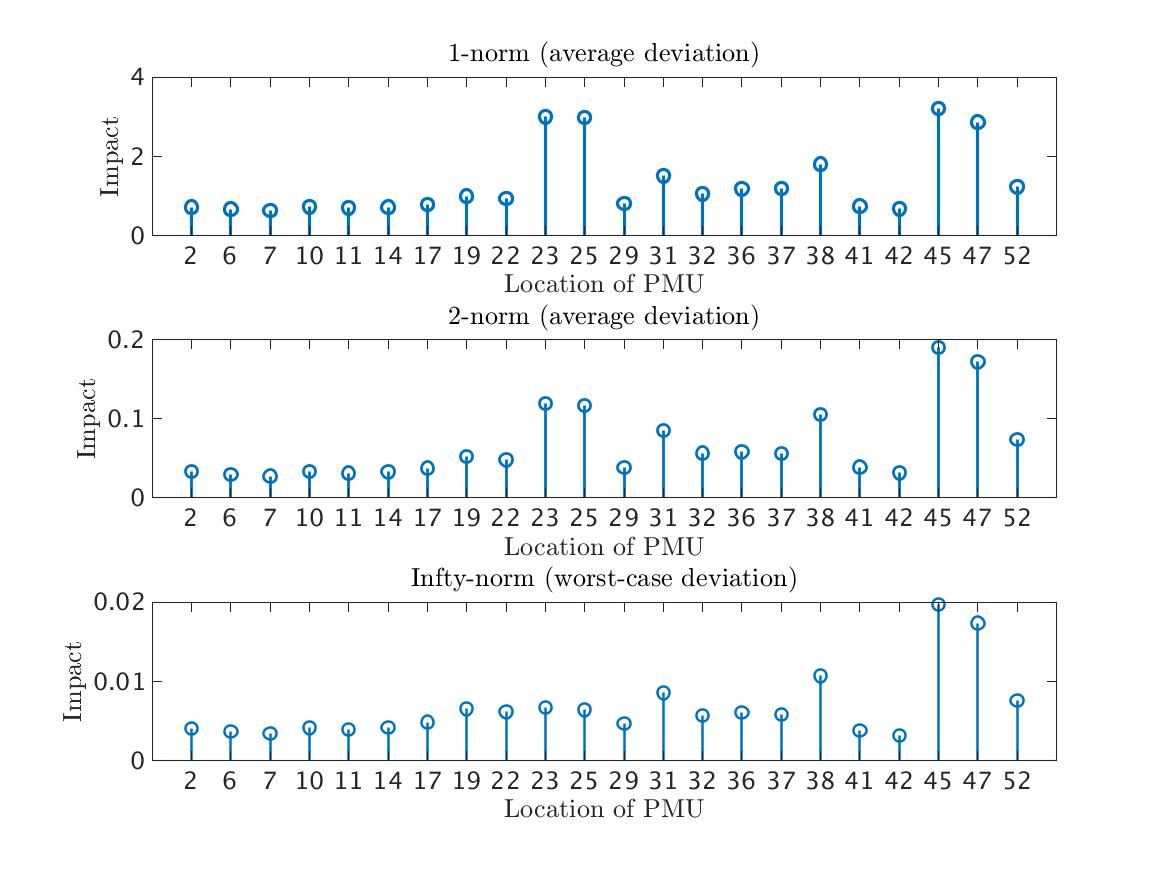 1-norm (average deviation)
4
2
0
Impact
2 6 7 10 11 14 17 19 22 23 25 29 31 32 36 37 38 41 42 45 47 52
Location of PMU
2-norm (average deviation)
0.2
0.1
0
Impact
2 6 7 10 11 14 17 19 22 23 25 29 31 32 36 37 38 41 42 45 47 52
Location of PMU
Infty-norm (worst-case deviation)
0.02
0.01
0
Impact
2 6 7 10 11 14 17 19 22 23 25 29 31 32 36 37 38 41 42 45 47 52
Location of PMU